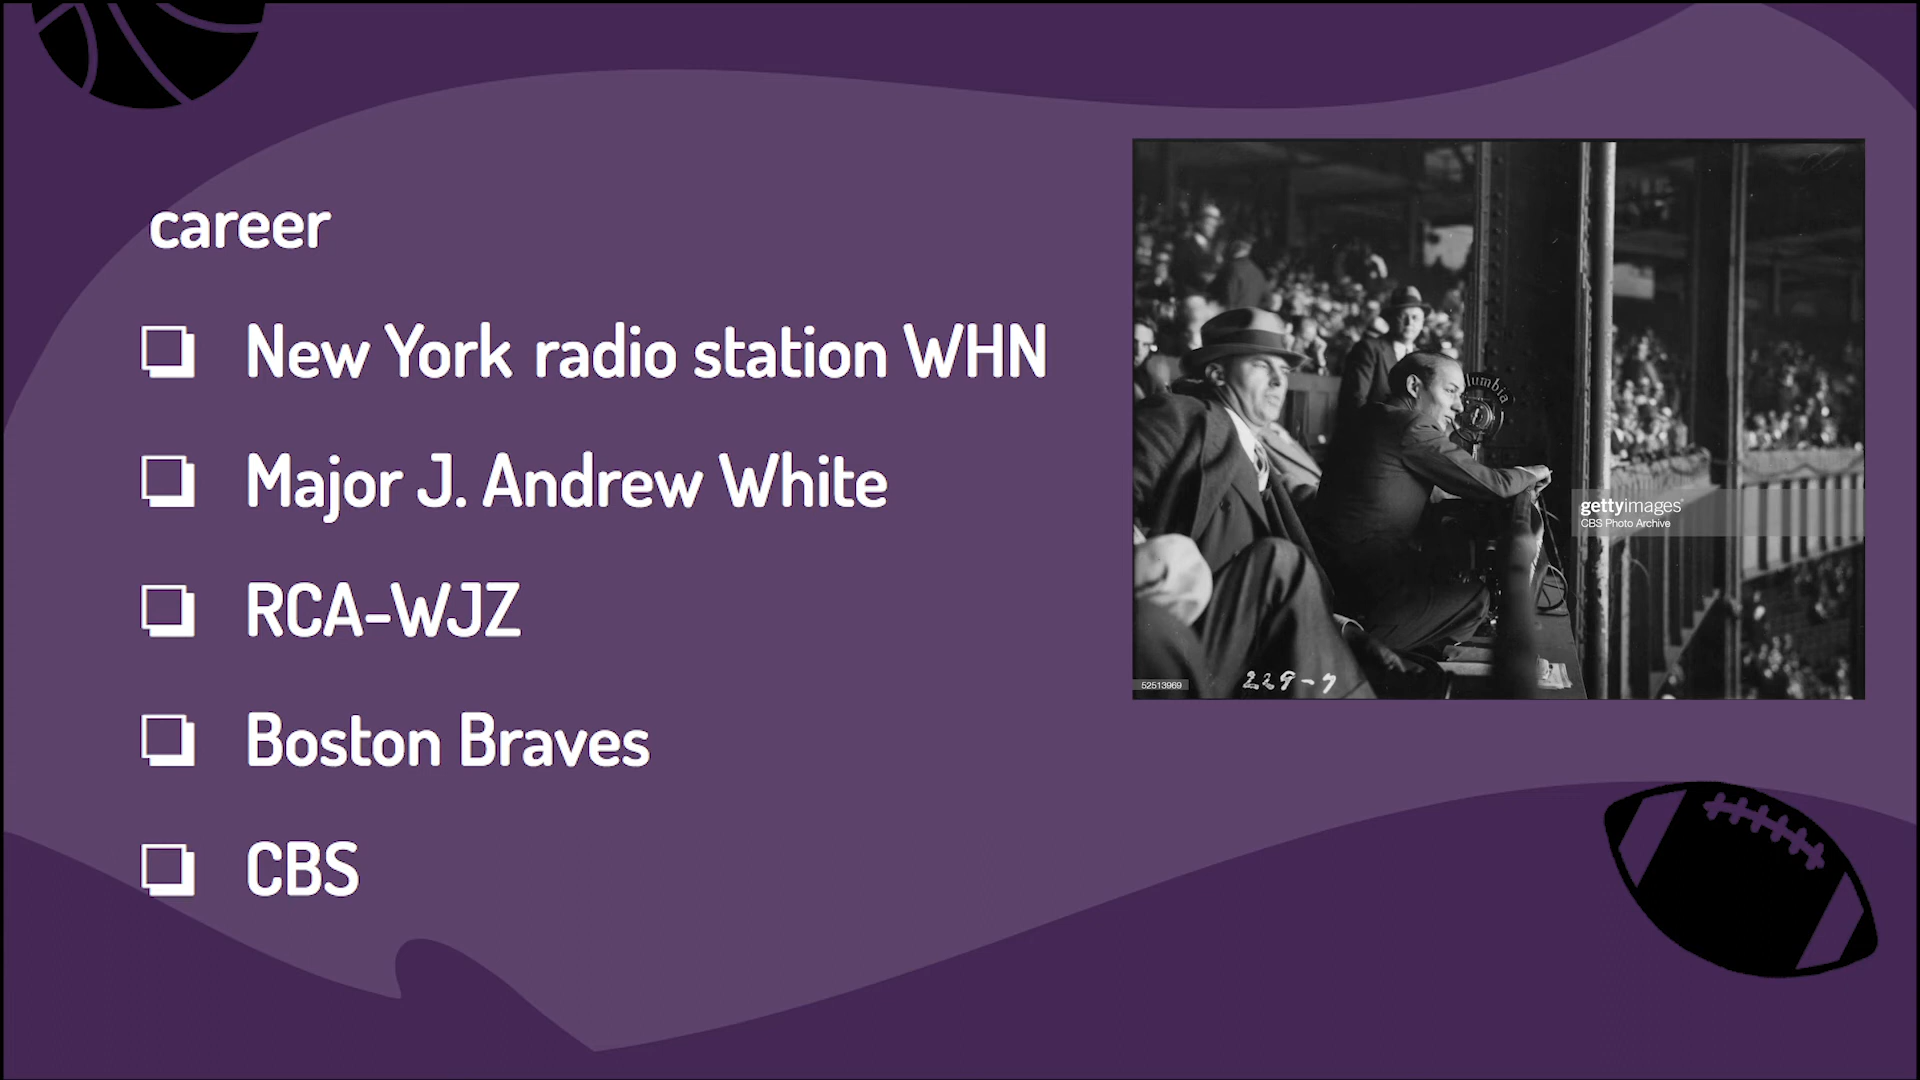 career
New York radio station WHN
Major J. Andrew White
RCA-WJZ
Boston Braves
CBS
lumbia
gettyimages
CBS Photo Archive
52513969
229-7